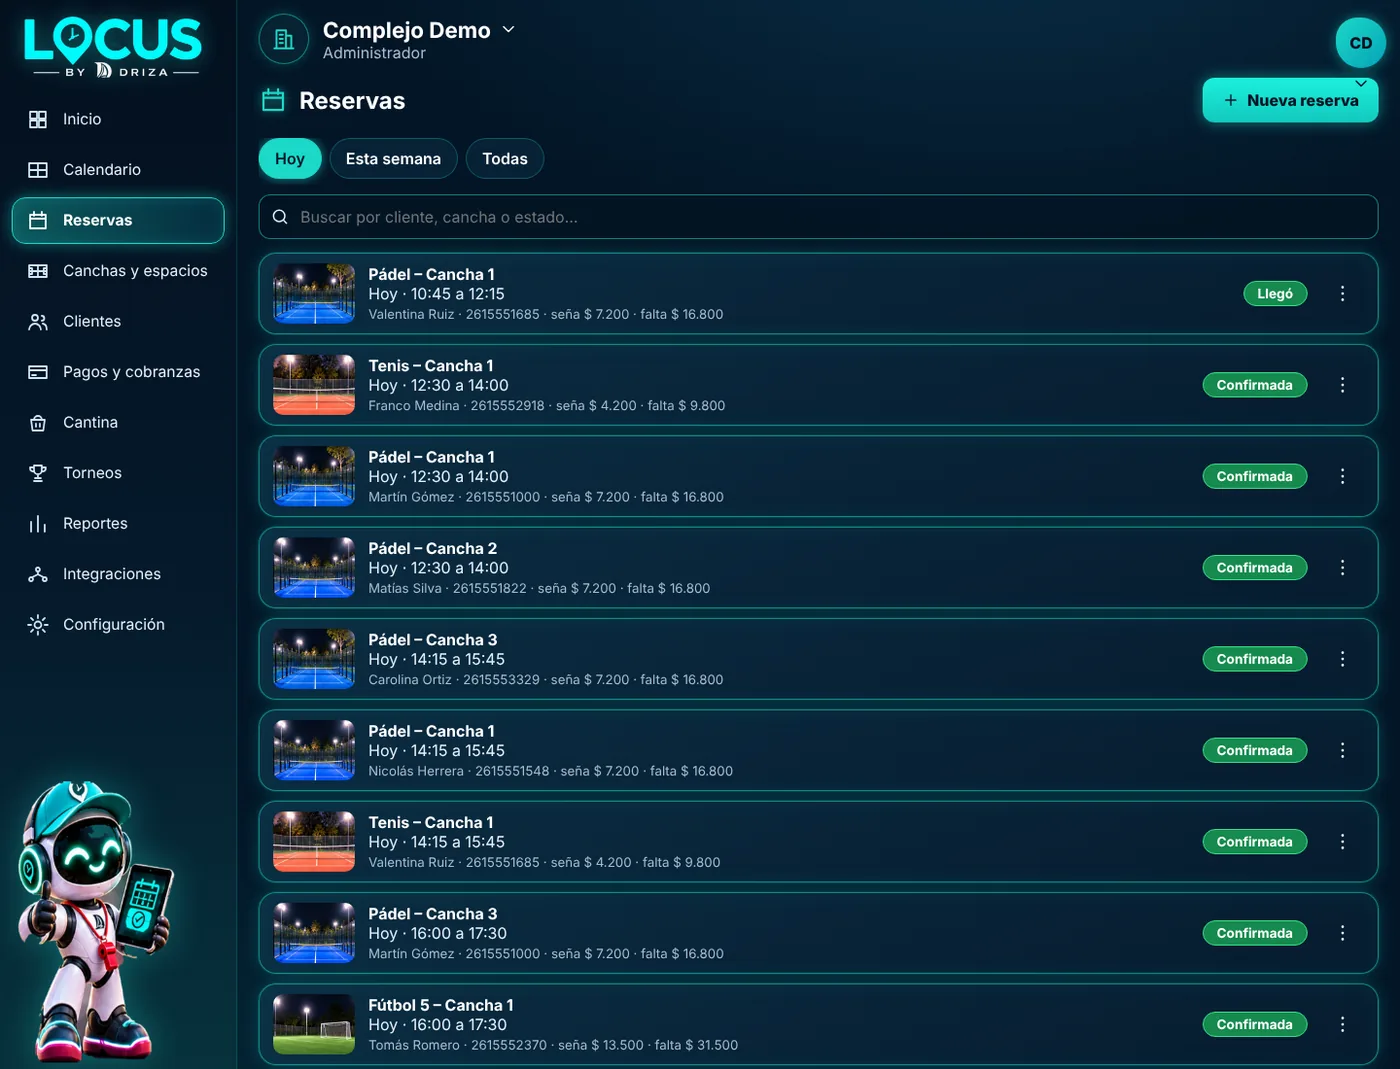 LOCUS
BY DRIZA
Inicio
Calendario
Reservas
Canchas y espacios
Clientes
Pagos y cobranzas
Cantina
Torneos
Reportes
Integraciones
Configuración
Complejo Demo
Administrador
CD
Reservas
+ Nueva reserva
Hoy
Esta semana
Todas
Buscar por cliente, cancha o estado...
Pádel – Cancha 1
Hoy · 10:45 a 12:15
Valentina Ruiz · 2615551685 · seña $ 7.200 · falta $ 16.800
Llegó
Tenis – Cancha 1
Hoy · 12:30 a 14:00
Franco Medina · 2615552918 · seña $ 4.200 · falta $ 9.800
Confirmada
Pádel – Cancha 1
Hoy · 12:30 a 14:00
Martín Gómez · 2615551000 · seña $ 7.200 · falta $ 16.800
Confirmada
Pádel – Cancha 2
Hoy · 12:30 a 14:00
Matías Silva · 2615551822 · seña $ 7.200 · falta $ 16.800
Confirmada
Pádel – Cancha 3
Hoy · 14:15 a 15:45
Carolina Ortiz · 2615553329 · seña $ 7.200 · falta $ 16.800
Confirmada
Pádel – Cancha 1
Hoy · 14:15 a 15:45
Nicolás Herrera · 2615551548 · seña $ 7.200 · falta $ 16.800
Confirmada
Tenis – Cancha 1
Hoy · 14:15 a 15:45
Valentina Ruiz · 2615551685 · seña $ 4.200 · falta $ 9.800
Confirmada
Pádel – Cancha 3
Hoy · 16:00 a 17:30
Martín Gómez · 2615551000 · seña $ 7.200 · falta $ 16.800
Confirmada
Fútbol 5 – Cancha 1
Hoy · 16:00 a 17:30
Tomás Romero · 2615552370 · seña $ 13.500 · falta $ 31.500
Confirmada